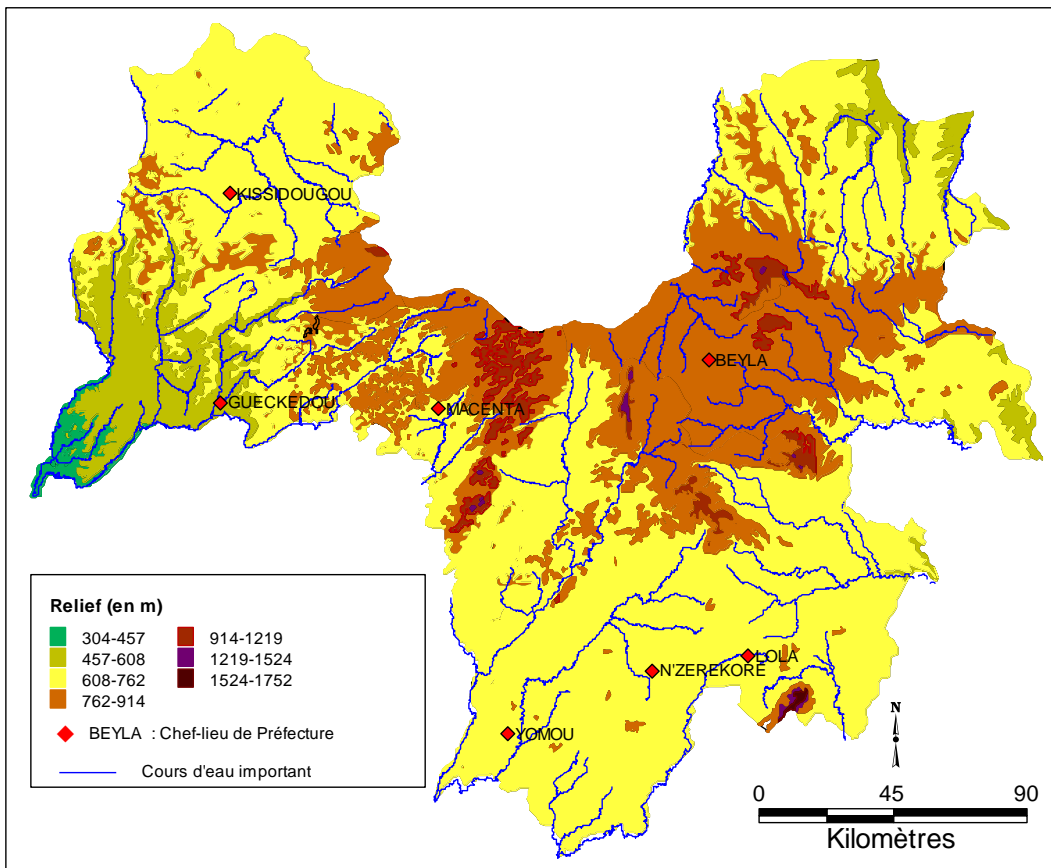 KISSIDOUGOU
BEYLA
GUECKEDOU
MACENTA
LOLA
N'ZEREKORE
YOMOU
Relief (en m)
304-457
457-608
608-762
762-914
914-1219
1219-1524
1524-1752
BEYLA : Chef-lieu de Préfecture
Cours d'eau important
N
0 45 90
Kilomètres